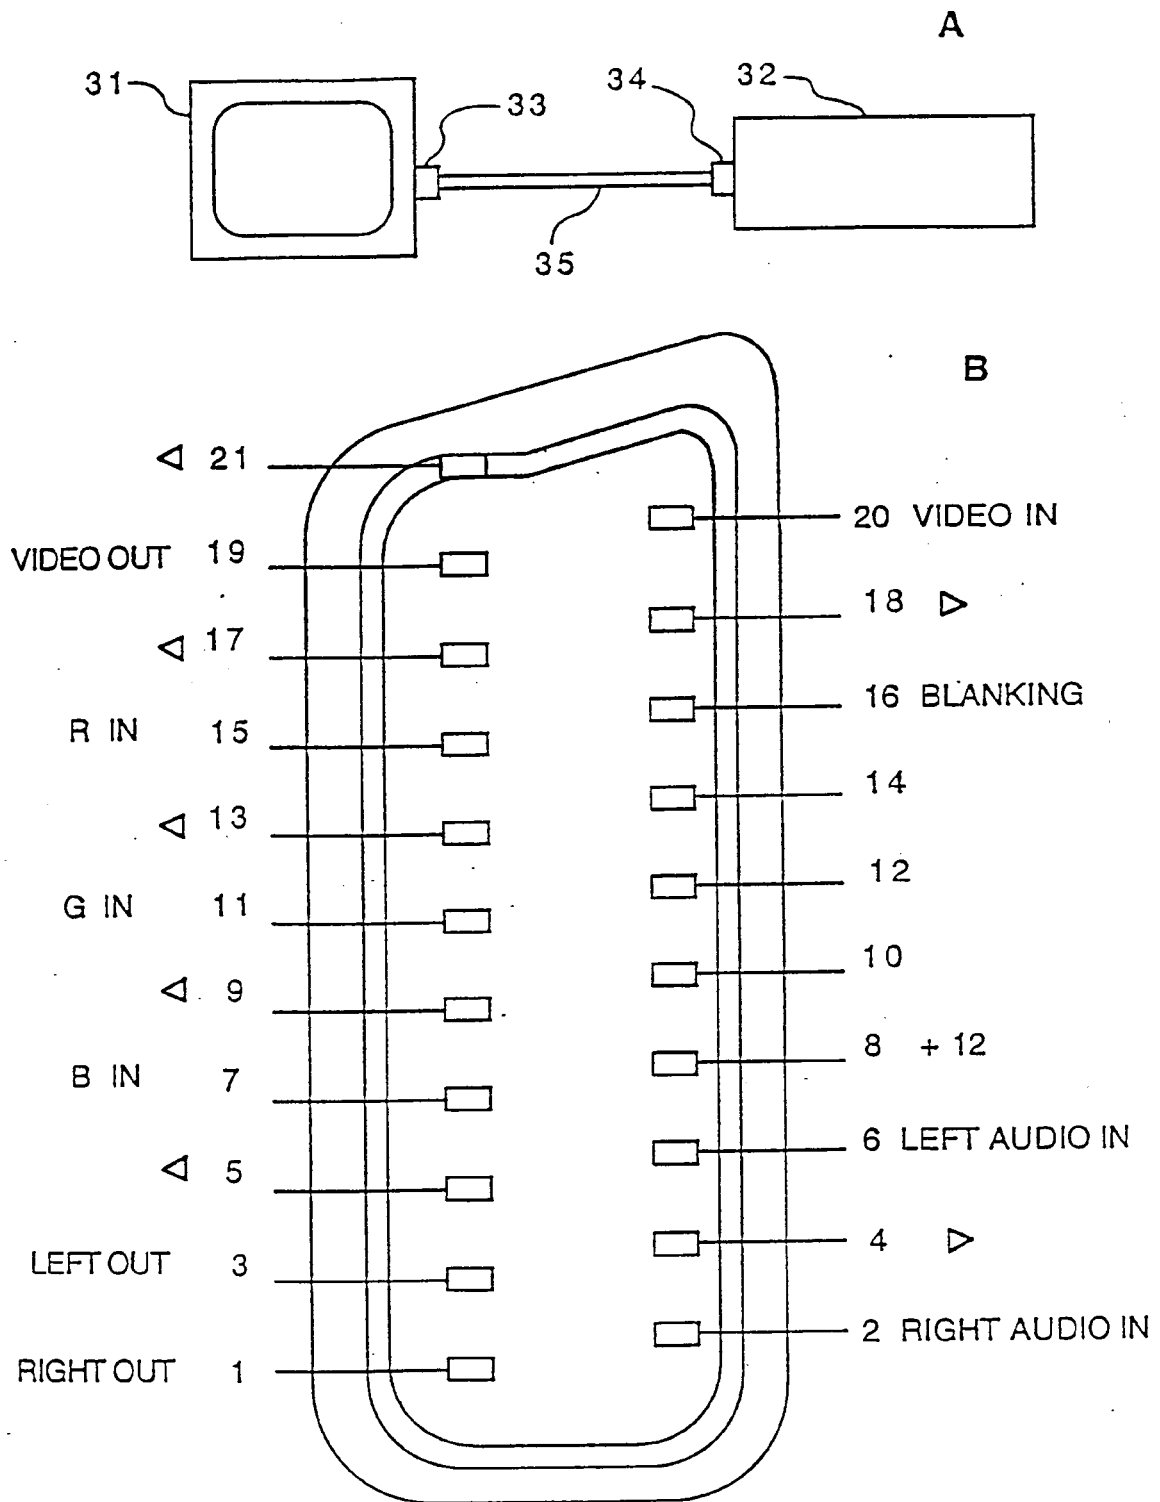 A
31
33
34
32
35
B
21
20 VIDEO IN
VIDEO OUT 19
18
17
16 BLANKING
R IN 15
14
13
12
G IN 11
10
9
8 + 12
B IN 7
6 LEFT AUDIO IN
5
4
LEFT OUT 3
2 RIGHT AUDIO IN
RIGHT OUT 1